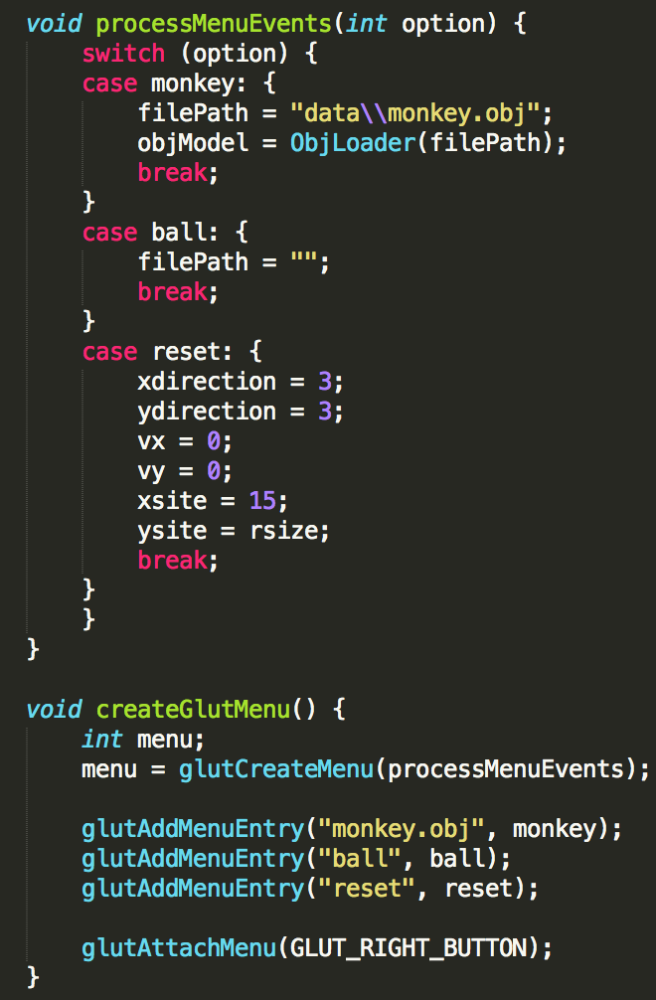 void processMenuEvents(int option) {
    switch (option) {
    case monkey: {
        filePath = "data\\monkey.obj";
        objModel = ObjLoader(filePath);
        break;
    }
    case ball: {
        filePath = "";
        break;
    }
    case reset: {
        xdirection = 3;
        ydirection = 3;
        vx = 0;
        vy = 0;
        xsite = 15;
        ysite = rsize;
        break;
    }
    }
}

void createGlutMenu() {
    int menu;
    menu = glutCreateMenu(processMenuEvents);

    glutAddMenuEntry("monkey.obj", monkey);
    glutAddMenuEntry("ball", ball);
    glutAddMenuEntry("reset", reset);

    glutAttachMenu(GLUT_RIGHT_BUTTON);
}